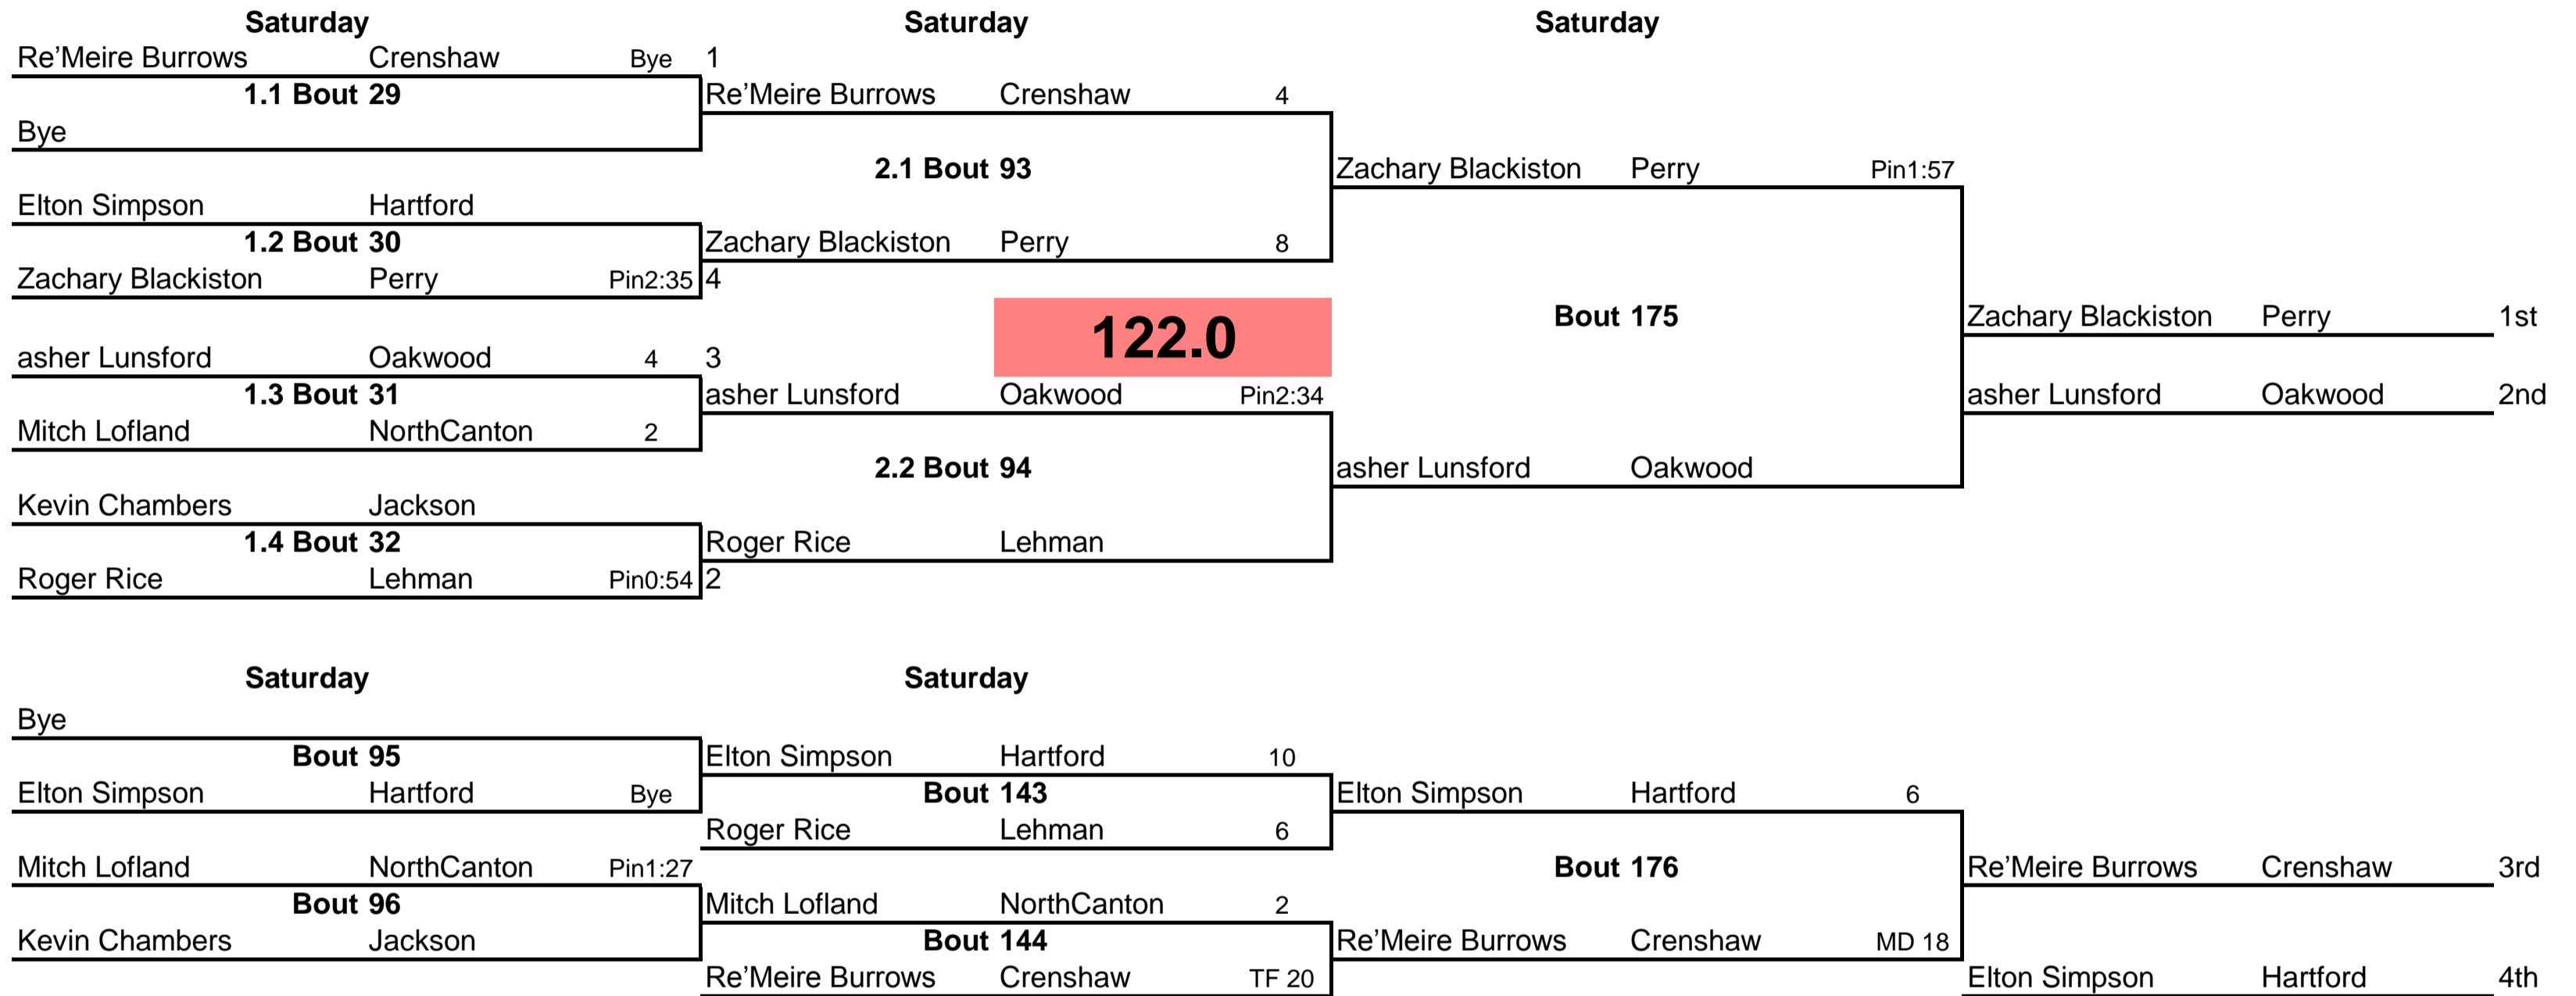 Saturday Saturday Saturday
Re'Meire Burrows Crenshaw Bye 1
1.1 Bout 29 Re'Meire Burrows Crenshaw 4
Bye
2.1 Bout 93 Zachary Blackiston Perry Pin1:57
Elton Simpson Hartford
1.2 Bout 30 Zachary Blackiston Perry 8
Zachary Blackiston Perry Pin2:35 4
122.0 Bout 175 Zachary Blackiston Perry 1st
asher Lunsford Oakwood 4 3
1.3 Bout 31 asher Lunsford Oakwood Pin2:34 asher Lunsford Oakwood 2nd
Mitch Lofland NorthCanton 2
2.2 Bout 94 asher Lunsford Oakwood
Kevin Chambers Jackson
1.4 Bout 32 Roger Rice Lehman
Roger Rice Lehman Pin0:54 2
Saturday Saturday
Bye
Bout 95 Elton Simpson Hartford 10
Elton Simpson Hartford Bye Bout 143 Elton Simpson Hartford 6
Roger Rice Lehman 6
Mitch Lofland NorthCanton Pin1:27 Bout 176 Re'Meire Burrows Crenshaw 3rd
Bout 96 Mitch Lofland NorthCanton 2
Kevin Chambers Jackson Bout 144 Re'Meire Burrows Crenshaw MD 18
Re'Meire Burrows Crenshaw TF 20 Elton Simpson Hartford 4th